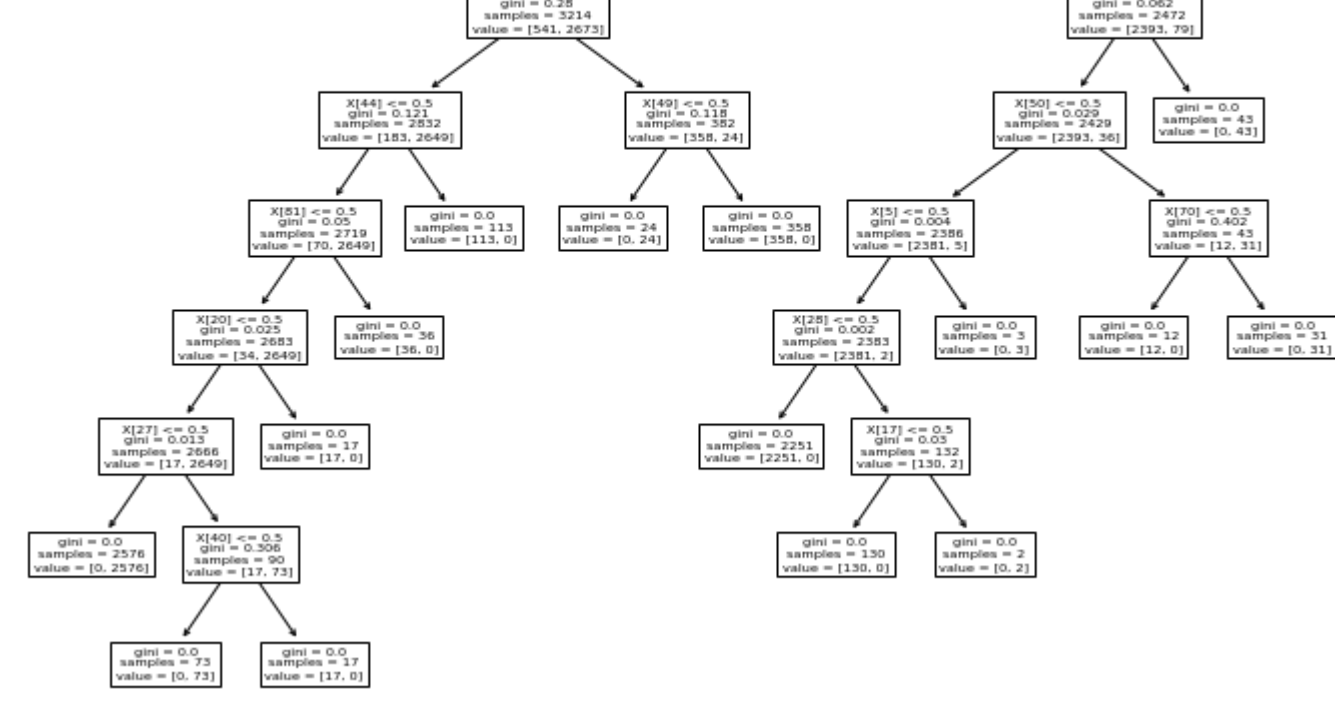 gini = 0.28
samples = 3214
value = [541, 2673]
gini = 0.062
samples = 2472
value = [2393, 79]
X[44] <= 0.5
gini = 0.121
samples = 2832
value = [183, 2649]
X[49] <= 0.5
gini = 0.118
samples = 382
value = [358, 24]
X[50] <= 0.5
gini = 0.029
samples = 2429
value = [2393, 36]
gini = 0.0
samples = 43
value = [0, 43]
X[81] <= 0.5
gini = 0.05
samples = 2719
value = [70, 2649]
gini = 0.0
samples = 113
value = [113, 0]
gini = 0.0
samples = 24
value = [0, 24]
gini = 0.0
samples = 358
value = [358, 0]
X[5] <= 0.5
gini = 0.004
samples = 2386
value = [2381, 5]
X[70] <= 0.5
gini = 0.402
samples = 43
value = [12, 31]
X[20] <= 0.5
gini = 0.025
samples = 2683
value = [34, 2649]
gini = 0.0
samples = 36
value = [36, 0]
X[28] <= 0.5
gini = 0.002
samples = 2383
value = [2381, 2]
gini = 0.0
samples = 3
value = [0, 3]
gini = 0.0
samples = 12
value = [12, 0]
gini = 0.0
samples = 31
value = [0, 31]
X[27] <= 0.5
gini = 0.013
samples = 2666
value = [17, 2649]
gini = 0.0
samples = 17
value = [17, 0]
gini = 0.0
samples = 2251
value = [2251, 0]
X[17] <= 0.5
gini = 0.03
samples = 132
value = [130, 2]
gini = 0.0
samples = 2576
value = [0, 2576]
X[40] <= 0.5
gini = 0.306
samples = 90
value = [17, 73]
gini = 0.0
samples = 130
value = [130, 0]
gini = 0.0
samples = 2
value = [0, 2]
gini = 0.0
samples = 73
value = [0, 73]
gini = 0.0
samples = 17
value = [17, 0]